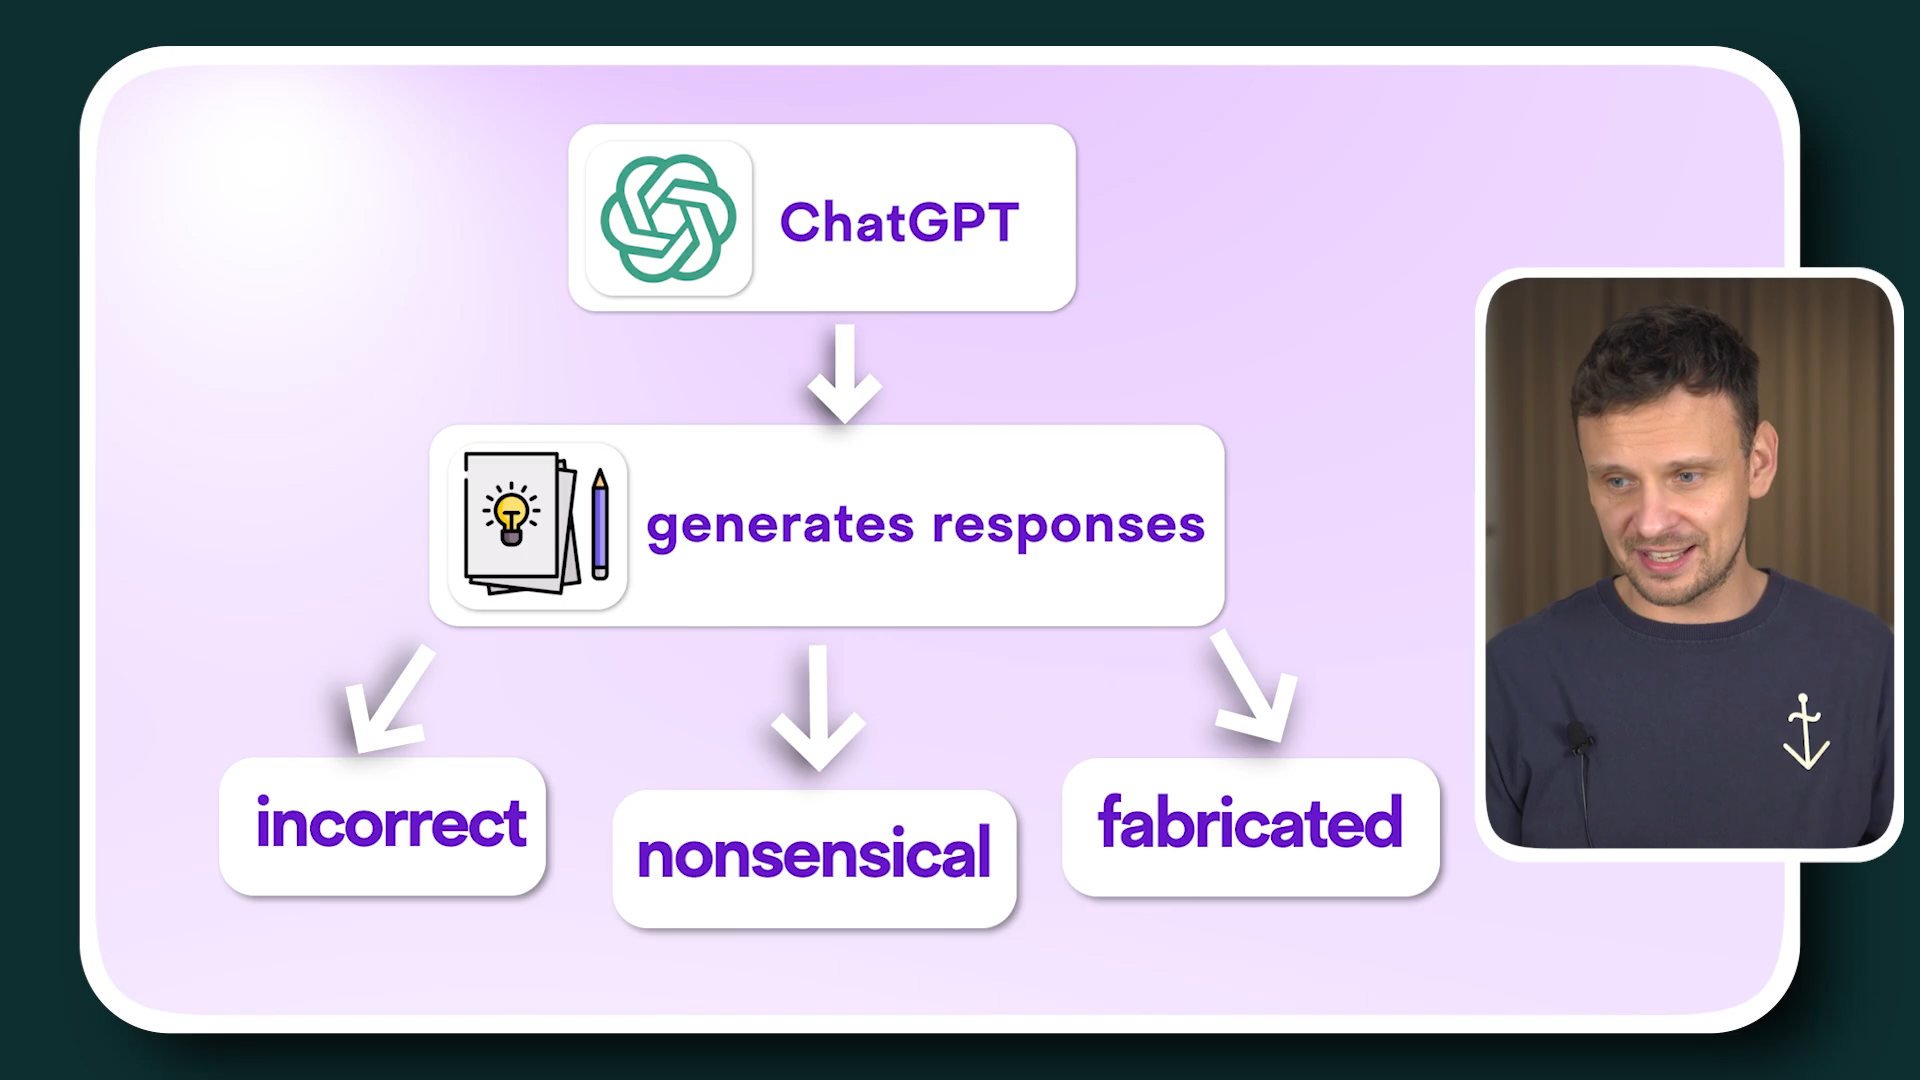 ChatGPT
generates responses
incorrect
nonsensical
fabricated